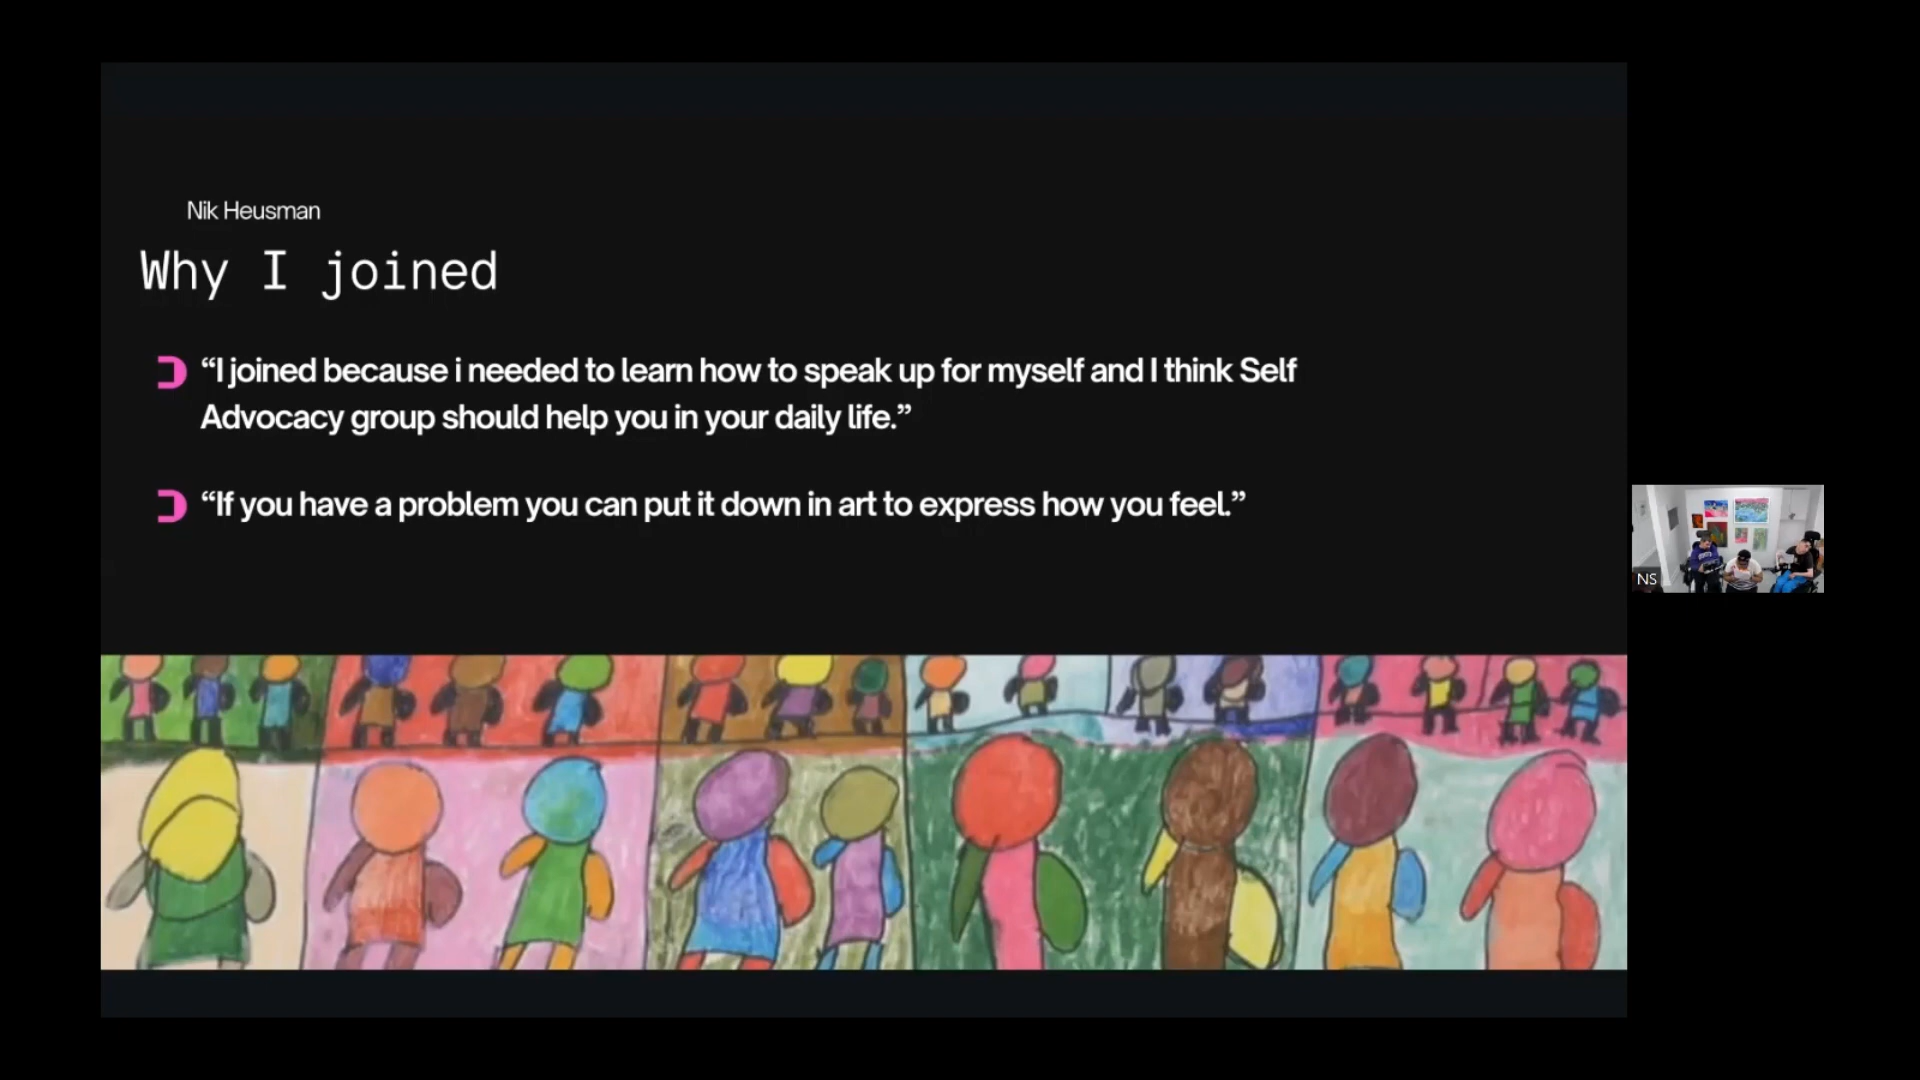 Nik Heusman
Why I joined
“I joined because i needed to learn how to speak up for myself and I think Self
Advocacy group should help you in your daily life.”
“If you have a problem you can put it down in art to express how you feel.”
NS